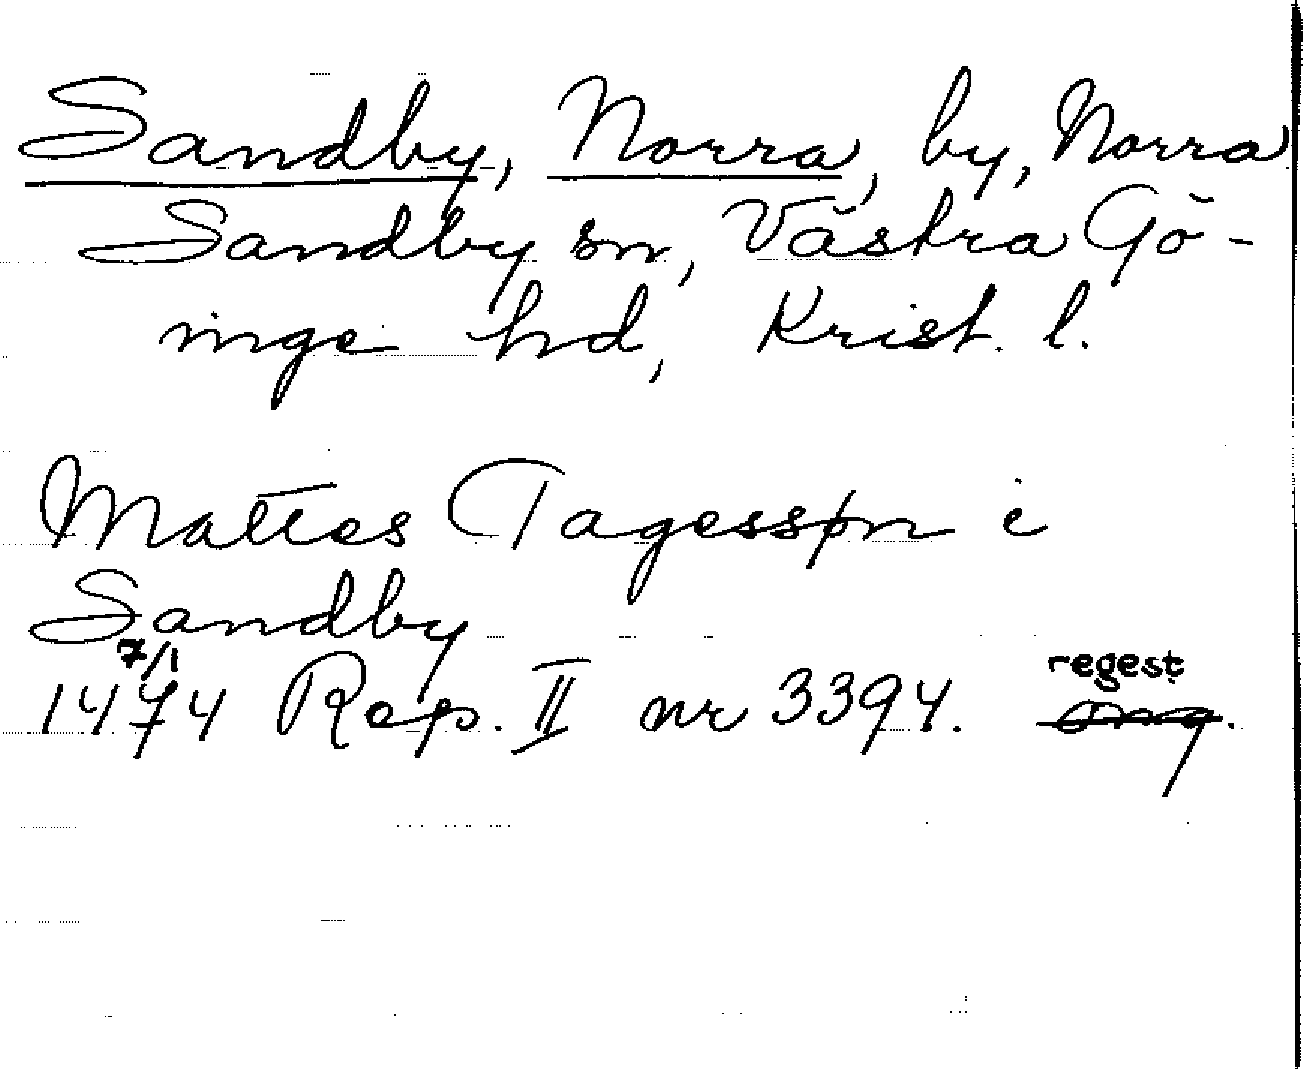 Sandby, Norra, by, Norra
Sandby sn, Västra Gö-
inge hd, Krist. l.
Mattes Tagesspn i
Sandby
7/1
1474 Rep. II nr 3394.
regest